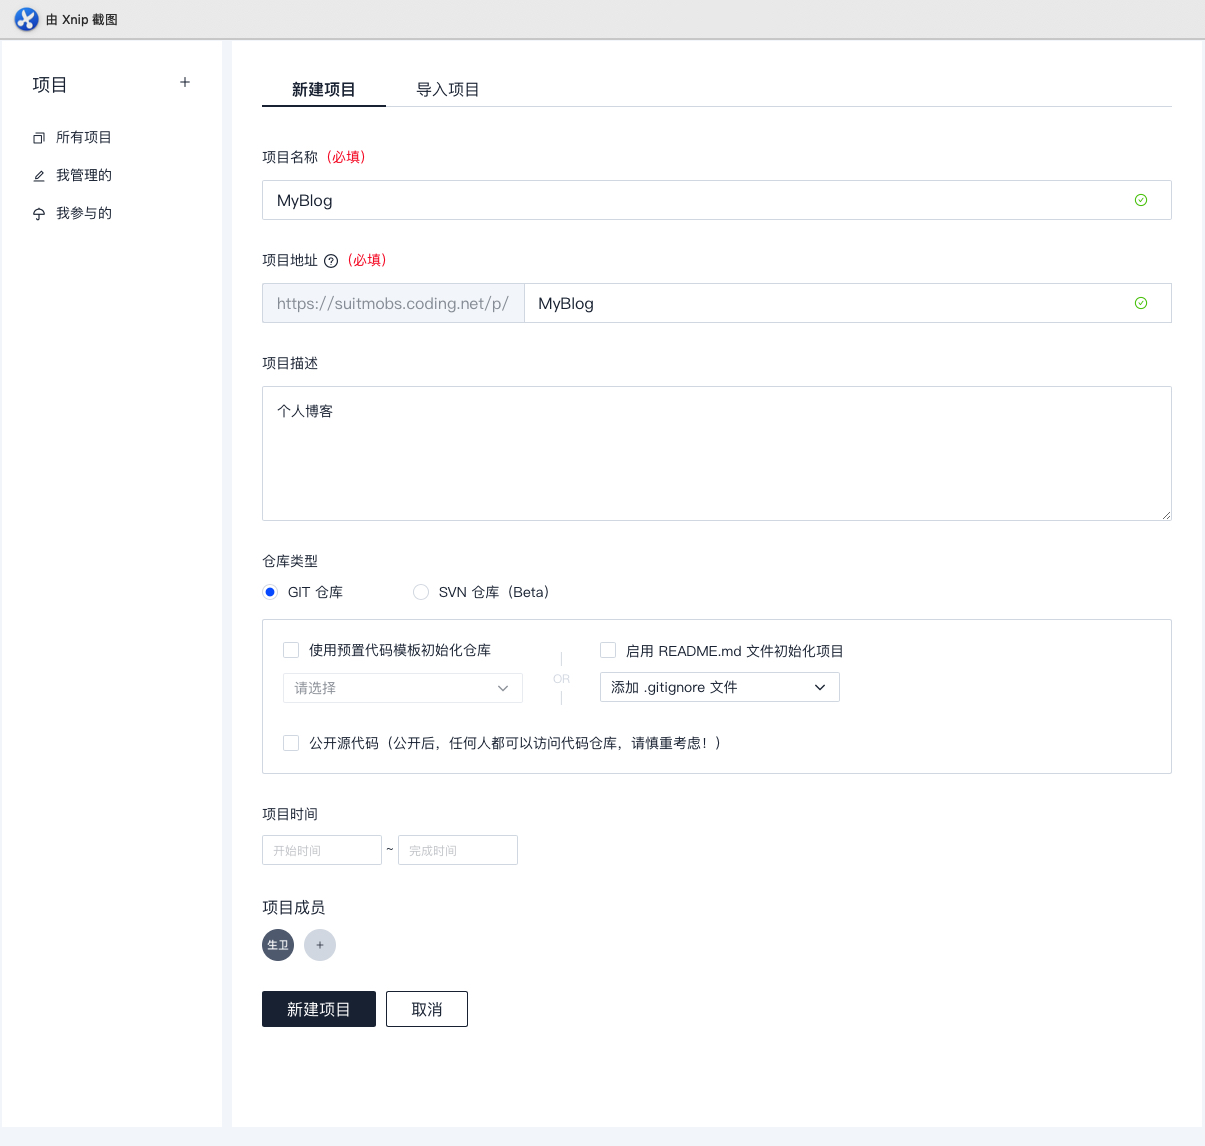 由 Xnip 截图
项目 +
所有项目
我管理的
我参与的
新建项目 导入项目
项目名称（必填）
MyBlog
项目地址 ?（必填）
https://suitmobs.coding.net/p/ MyBlog
项目描述
个人博客
仓库类型
GIT 仓库 SVN 仓库（Beta）
使用预置代码模板初始化仓库 启用 README.md 文件初始化项目
OR
请选择 添加 .gitignore 文件
公开源代码（公开后，任何人都可以访问代码仓库，请慎重考虑！）
项目时间
开始时间 ~ 完成时间
项目成员
生卫 +
新建项目 取消